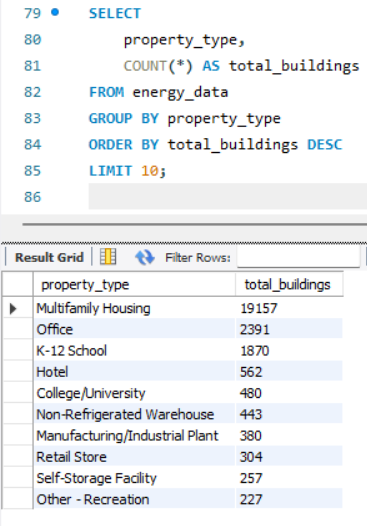 79 SELECT
80 property_type,
81 COUNT(*) AS total_buildings
82 FROM energy_data
83 GROUP BY property_type
84 ORDER BY total_buildings DESC
85 LIMIT 10;
86
Result Grid Filter Rows:
property_type total_buildings
Multifamily Housing 19157
Office 2391
K-12 School 1870
Hotel 562
College/University 480
Non-Refrigerated Warehouse 443
Manufacturing/Industrial Plant 380
Retail Store 304
Self-Storage Facility 257
Other - Recreation 227